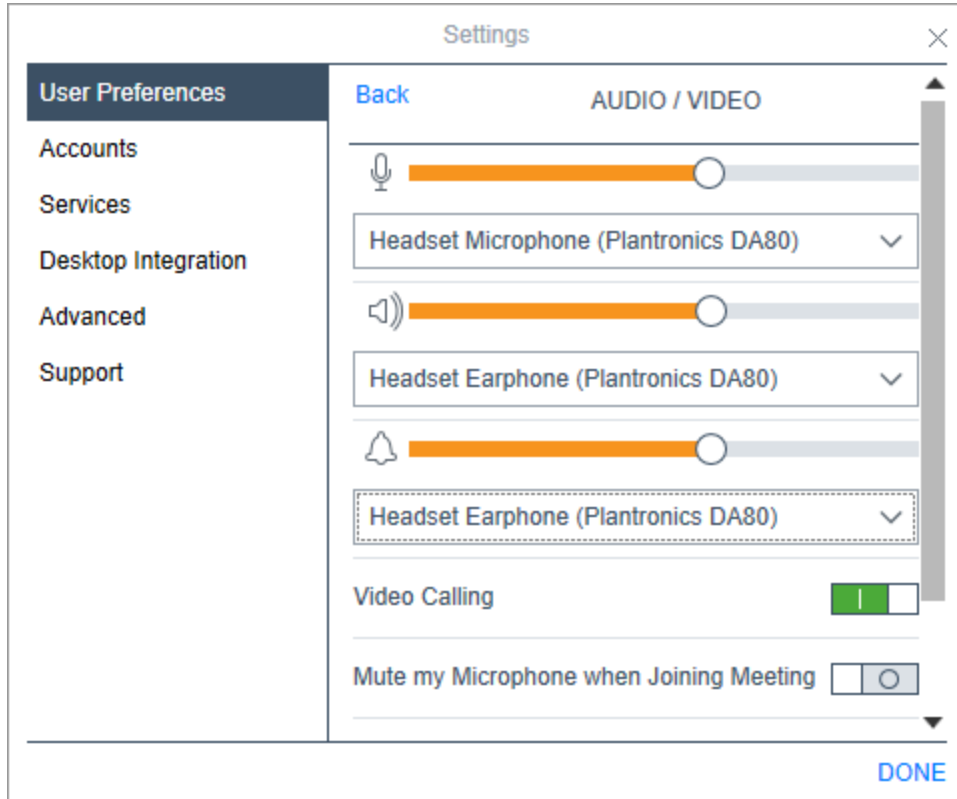 Settings
User Preferences
Accounts
Services
Desktop Integration
Advanced
Support
Back
AUDIO / VIDEO
Headset Microphone (Plantronics DA80)
Headset Earphone (Plantronics DA80)
Headset Earphone (Plantronics DA80)
Video Calling
Mute my Microphone when Joining Meeting
DONE